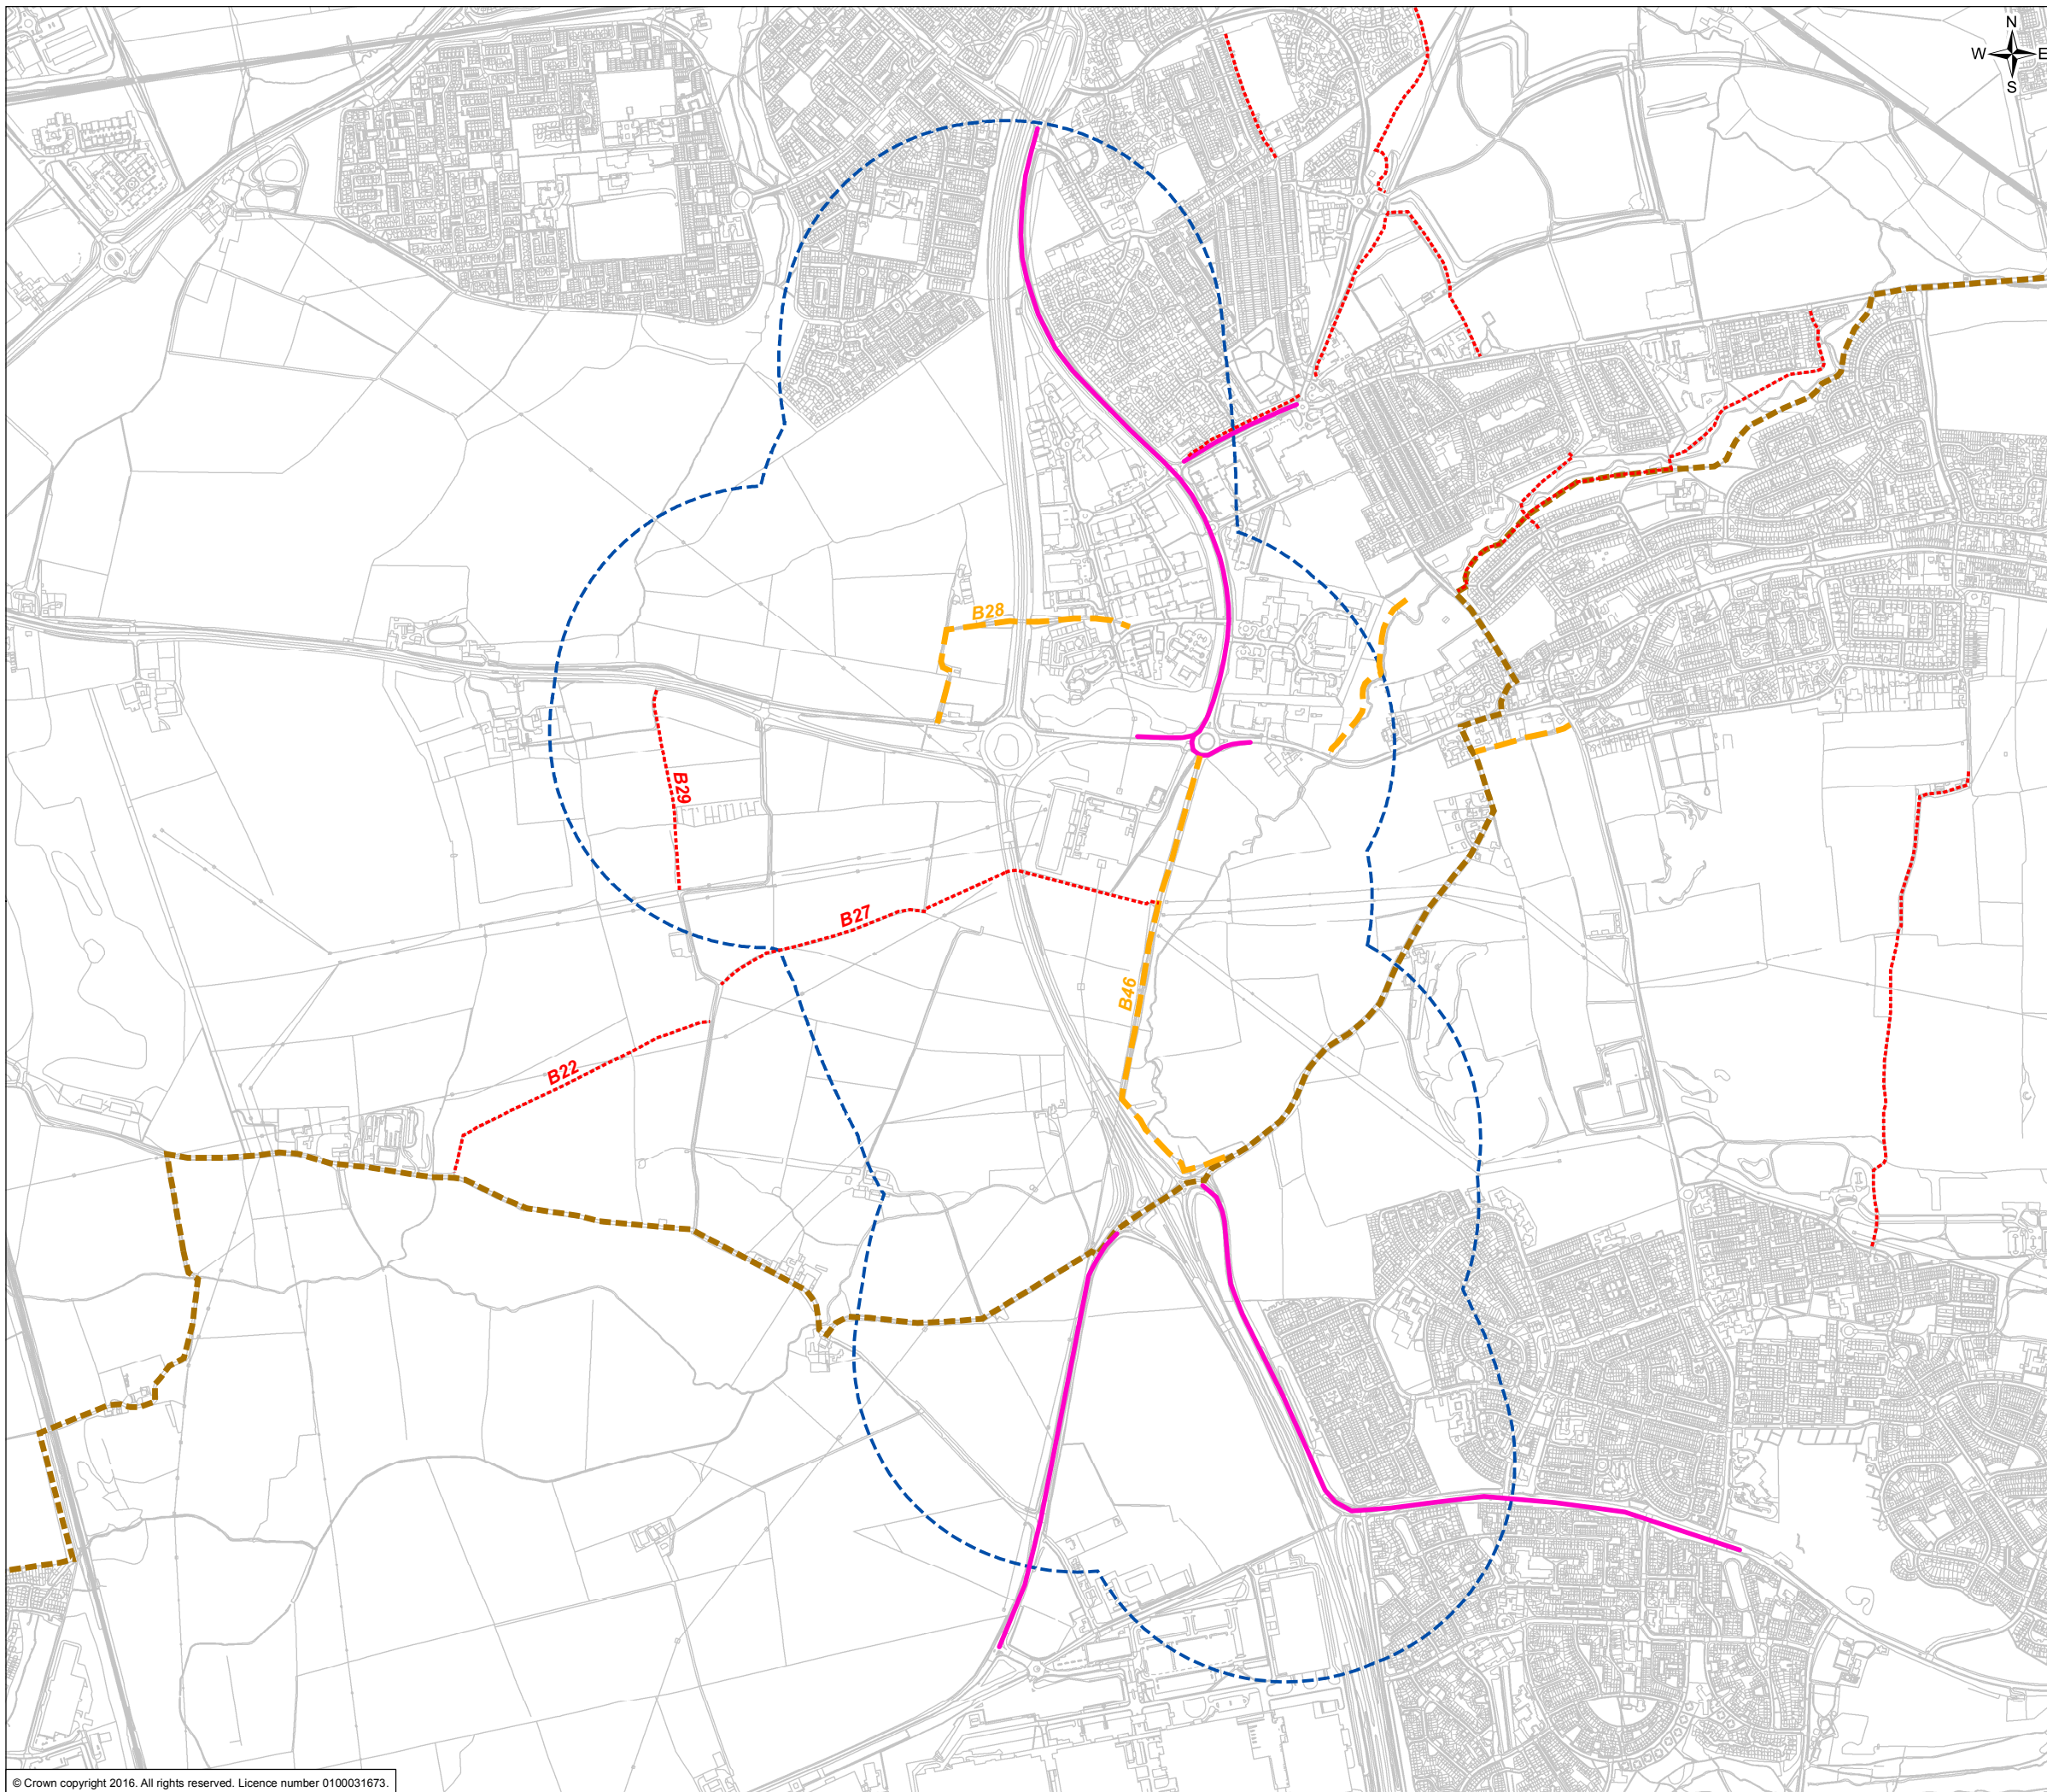 N
W E
S
B28
B29
B27
B46
B22
© Crown copyright 2016. All rights reserved. Licence number 0100031673.